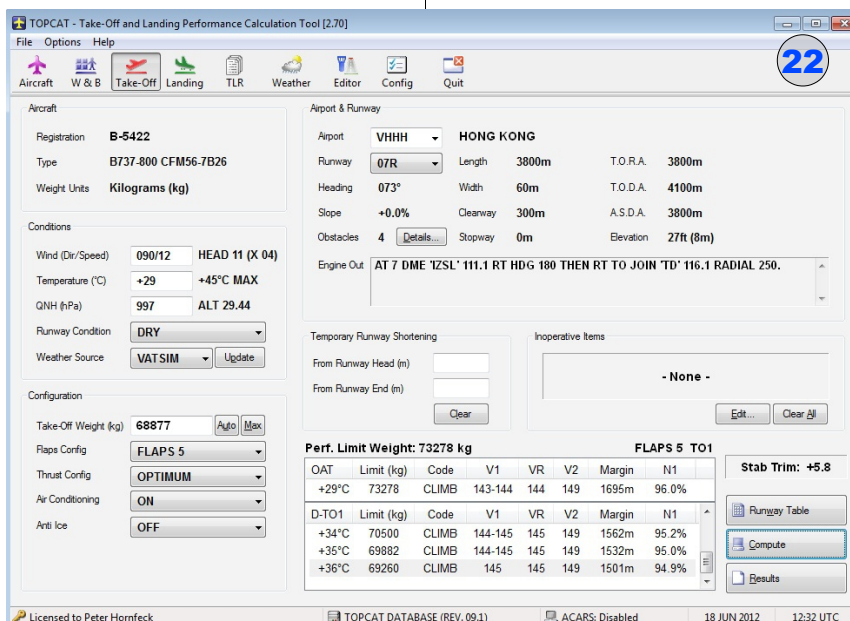 TOPCAT - Take-Off and Landing Performance Calculation Tool [2.70]
File Options Help
Aircraft W & B Take-Off Landing TLR Weather Editor Config Quit
22
Aircraft
Registration B-5422
Type B737-800 CFM56-7B26
Weight Units Kilograms (kg)
Conditions
Wind (Dir/Speed) 090/12 HEAD 11 (X 04)
Temperature (°C) +29 +45°C MAX
QNH (hPa) 997 ALT 29.44
Runway Condition DRY
Weather Source VATSIM Update
Configuration
Take-Off Weight (kg) 68877 Auto Max
Flaps Config FLAPS 5
Thrust Config OPTIMUM
Air Conditioning ON
Anti Ice OFF
Airport & Runway
Airport VHHH HONG KONG
Runway 07R Length 3800m T.O.R.A. 3800m
Heading 073° Width 60m T.O.D.A. 4100m
Slope +0.0% Clearway 300m A.S.D.A. 3800m
Obstacles 4 Details... Stopway 0m Elevation 27ft (8m)
Engine Out AT 7 DME 'IZSL' 111.1 RT HDG 180 THEN RT TO JOIN 'TD' 116.1 RADIAL 250.
Temporary Runway Shortening
From Runway Head (m)
From Runway End (m)
Clear
Inoperative Items
- None -
Edit... Clear All
Perf. Limit Weight: 73278 kg FLAPS 5 TO1
OAT Limit (kg) Code V1 VR V2 Margin N1
+29°C 73278 CLIMB 143-144 144 149 1695m 96.0%
D-TO1 Limit (kg) Code V1 VR V2 Margin N1
+34°C 70500 CLIMB 144-145 145 149 1562m 95.2%
+35°C 69882 CLIMB 144-145 145 149 1532m 95.0%
+36°C 69260 CLIMB 145 145 149 1501m 94.9%
Stab Trim: +5.8
Runway Table
Compute
Results
Licensed to Peter Hornfeck TOPCAT DATABASE (REV. 09.1) ACARS: Disabled 18 JUN 2012 12:32 UTC